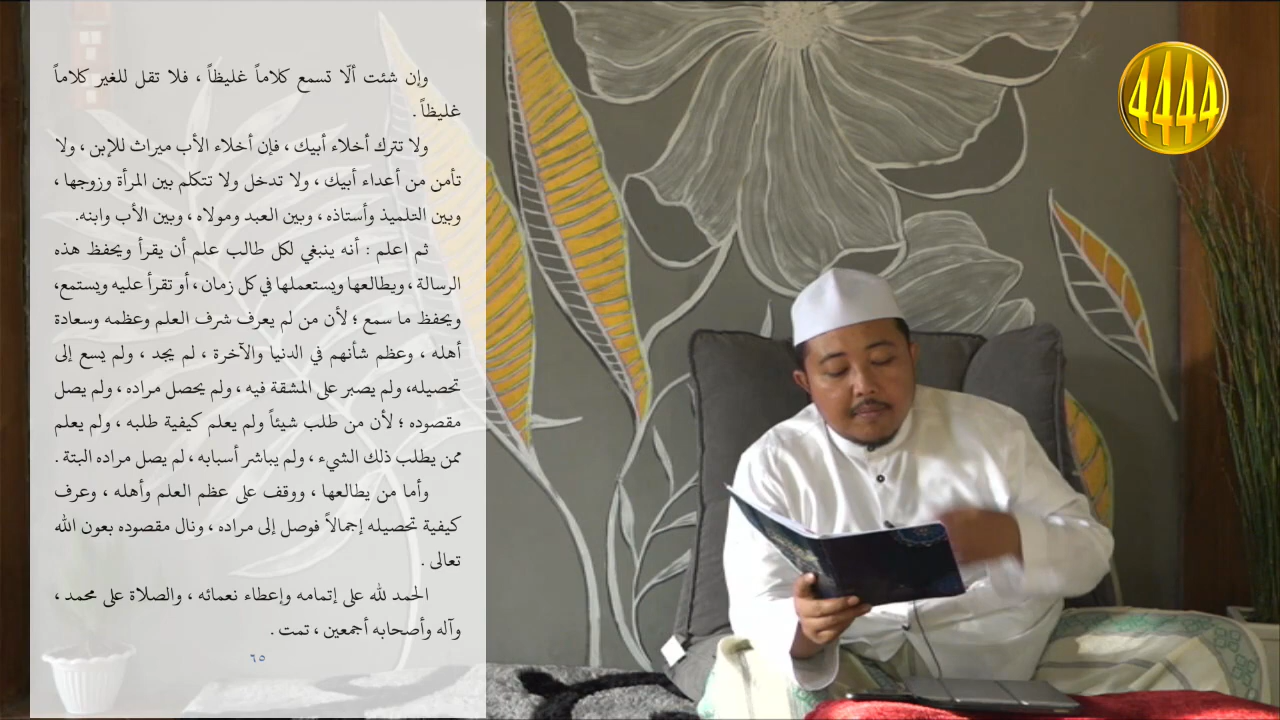 وإن شئت ألّا تسمع كلاماً غليظاً ، فلا تقل للغير كلاماً
غليظاً .
ولا تترك أخلاء أبيك ، فإن أخلاء الأب ميراث للإبن ، ولا
تأمن من أعداء أبيك ، ولا تدخل ولا تتكلم بين المرأة وزوجها ،
وبين التلميذ وأستاذه ، وبين العبد ومولاه ، وبين الأب وابنه.
ثم اعلم : أنه ينبغي لكل طالب علم أن يقرأ ويحفظ هذه
الرسالة ، ويطالعها ويستعملها في كل زمان ، أو تقرأ عليه ويستمع،
ويحفظ ما سمع ؛ لأن من لم يعرف شرف العلم وعظمه وسعادة
أهله ، وعظم شأنهم في الدنيا والآخرة ، لم يجد ، ولم يسع إلى
تحصيله، ولم يصبر على المشقة فيه ، ولم يحصل مراده ، ولم يصل
مقصوده ؛ لأن من طلب شيئاً ولم يعلم كيفية طلبه ، ولم يعلم
ممن يطلب ذلك الشيء ، ولم يباشر أسبابه ، لم يصل مراده البتة .
وأما من يطالعها ، ووقف على عظم العلم وأهله ، وعرف
كيفية تحصيله إجمالاً فوصل إلى مراده ، ونال مقصوده بعون الله
تعالى .
الحمد لله على إتمامه وإعطاء نعمائه ، والصلاة على محمد ،
وآله وأصحابه أجمعين ، تمت .
٦٥
4444